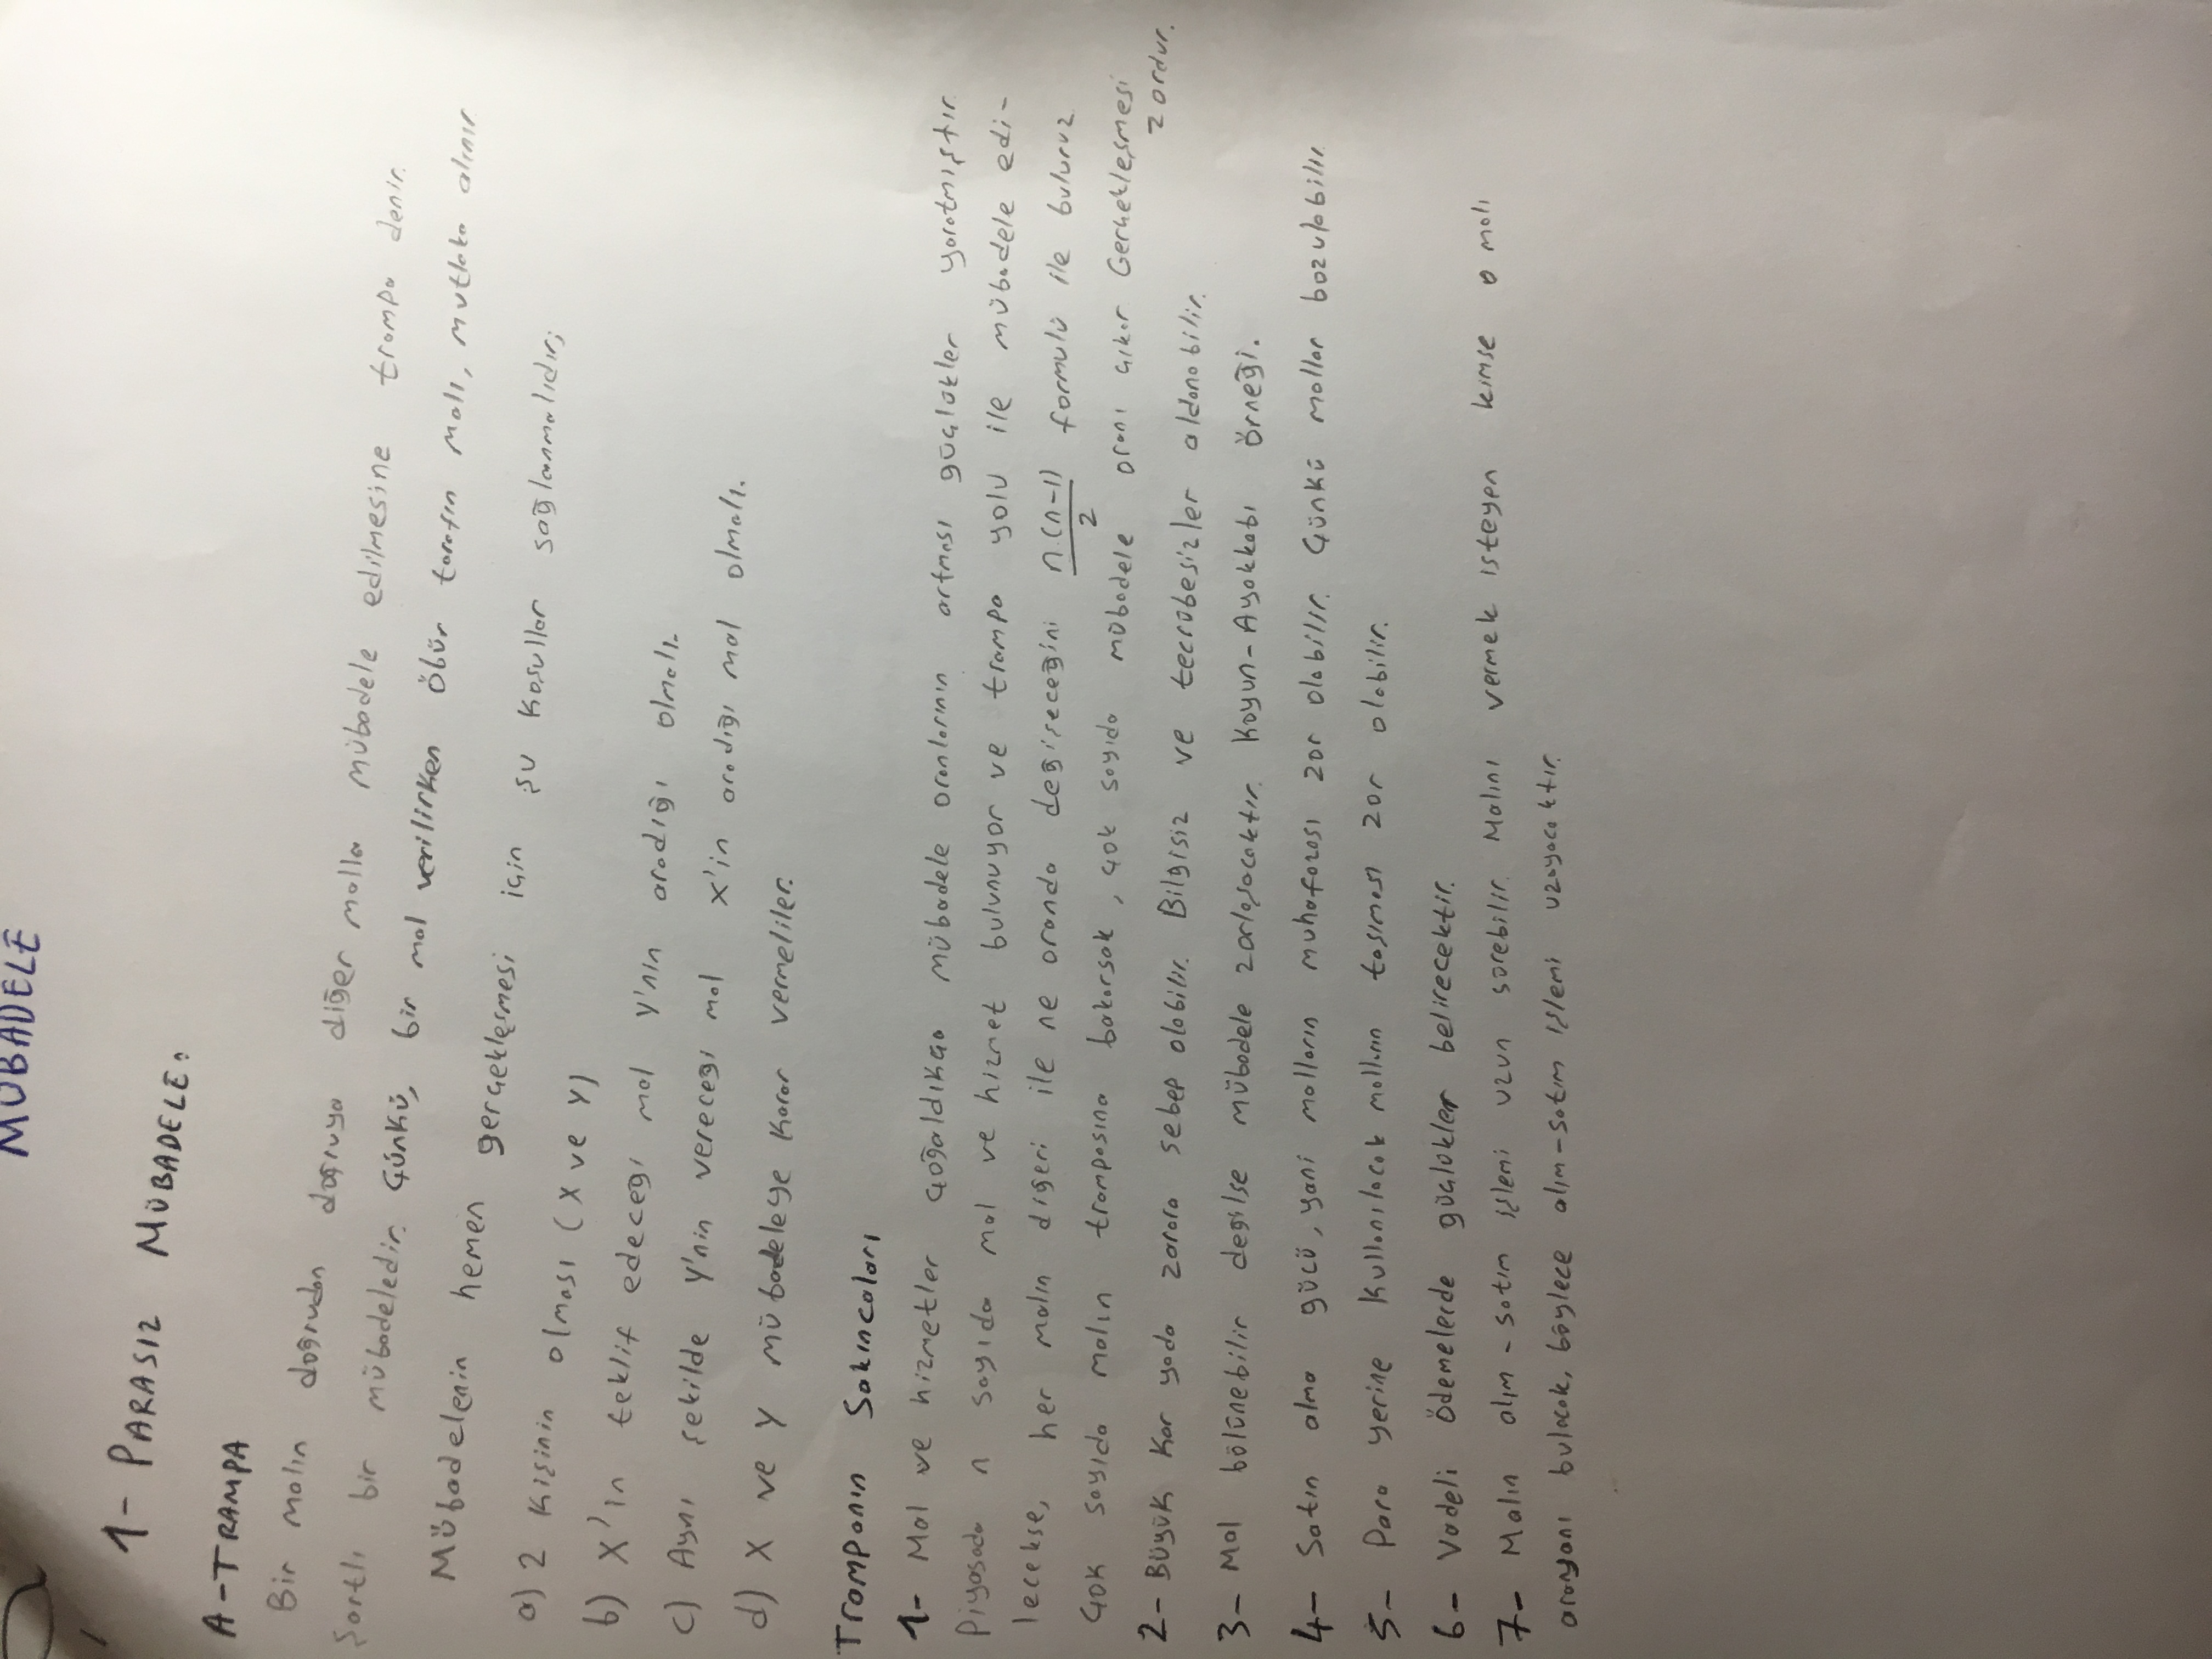 MÜBADELE
1- PARASIZ MÜBADELE:
A-TRAMPA
Bir malın doğrudan doğruya diğer malla mübadele edilmesine trampa denir.
Şartlı bir mübadeledir. Çünkü, bir mal verilirken öbür tarafın malı, mutlaka alınır
Mübadelenin hemen gerçekleşmesi için şu koşullar sağlanmalıdır;
a) 2 kişinin olması (X ve Y)
b) X'in teklif edeceği mal Y'nin aradığı olmalı.
c) Aynı şekilde Y'nin vereceği mal X'in aradığı mal olmalı.
d) X ve Y mübadeleye karar vermeliler.
Trampanın Sakıncaları
1- Mal ve hizmetler çoğaldıkça mübadele oranlarının artması güçlükler yaratmıştır.
Piyasada n sayıda mal ve hizmet bulunuyor ve trampa yolu ile mübadele edi-
lecekse, her malın diğeri ile ne oranda değişeceğini n.(n-1)/2 formülü ile buluruz.
Çok sayıda malın trampasına bakarsak, çok sayıda mübadele oranı çıkar Gerçekleşmesi
zordur.
2- Büyük kar yada zarara sebep olabilir. Bilgisiz ve tecrübesizler aldanabilir.
3- Mal bölünebilir değilse mübadele zorlaşacaktır. Koyun-Ayakkabı örneği.
4- Satın alma gücü, yani malların muhafazası zor olabilir. Çünkü mallar bozulabilir.
5- Para yerine kullanılacak malların taşıması zor olabilir.
6- Vadeli ödemelerde güçlükler belirecektir.
7- Malın alım-satım işlemi uzun sürebilir. Malını vermek isteyen kimse o malı
arayanı bulacak, böylece alım-satım işlemi uzayacaktır.